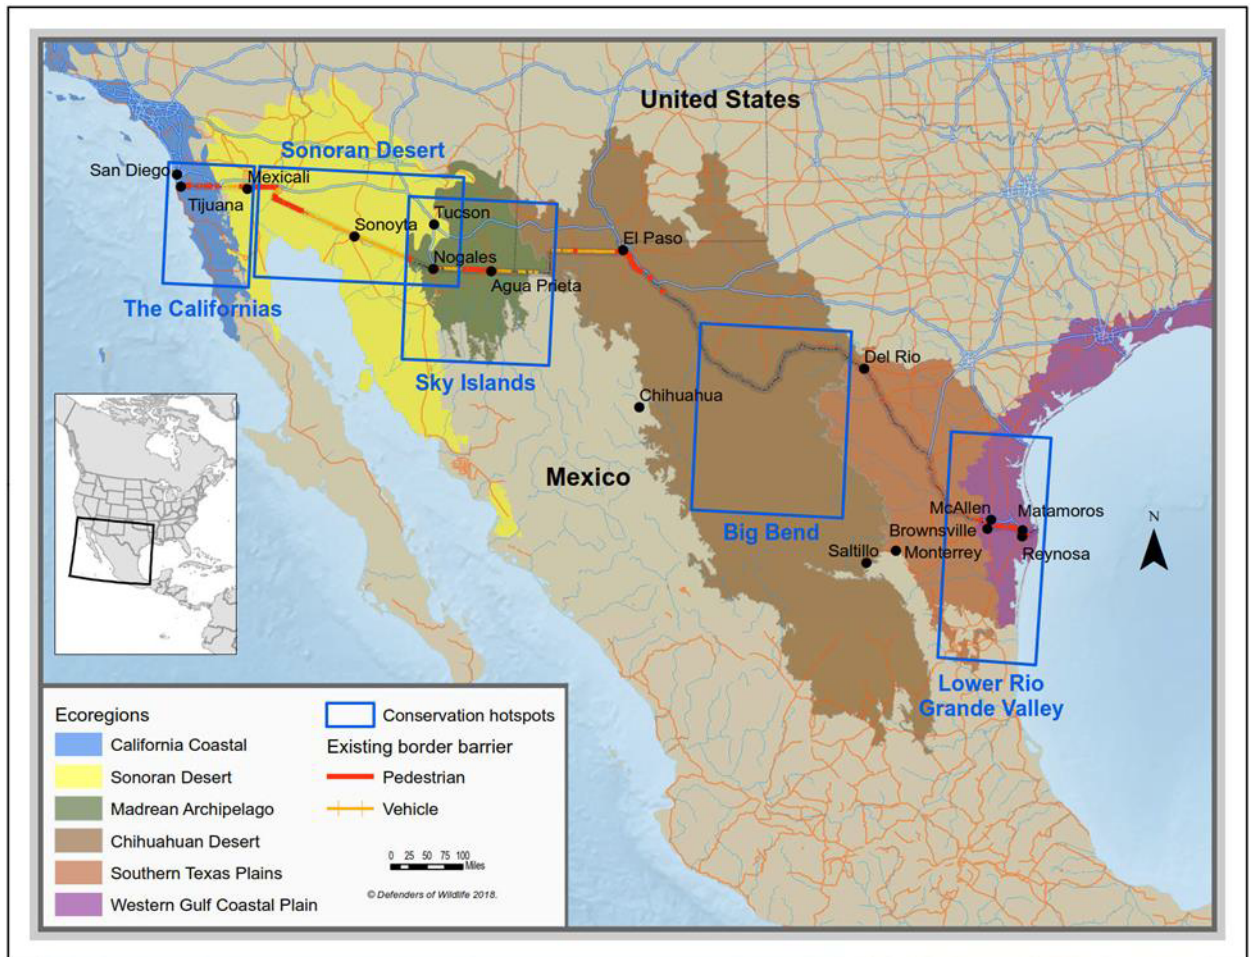 United States
Sonoran Desert
San Diego
Mexicali
Tijuana
Tucson
Sonoyta
El Paso
Nogales
Agua Prieta
The Californias
Sky Islands
Del Rio
Chihuahua
Mexico
Big Bend
McAllen
Matamoros
Brownsville
Reynosa
Saltillo
Monterrey
N
Lower Rio
Grande Valley
Ecoregions
California Coastal
Sonoran Desert
Madrean Archipelago
Chihuahuan Desert
Southern Texas Plains
Western Gulf Coastal Plain
Conservation hotspots
Existing border barrier
Pedestrian
Vehicle
0 25 50 75 100
Miles
© Defenders of Wildlife 2018.